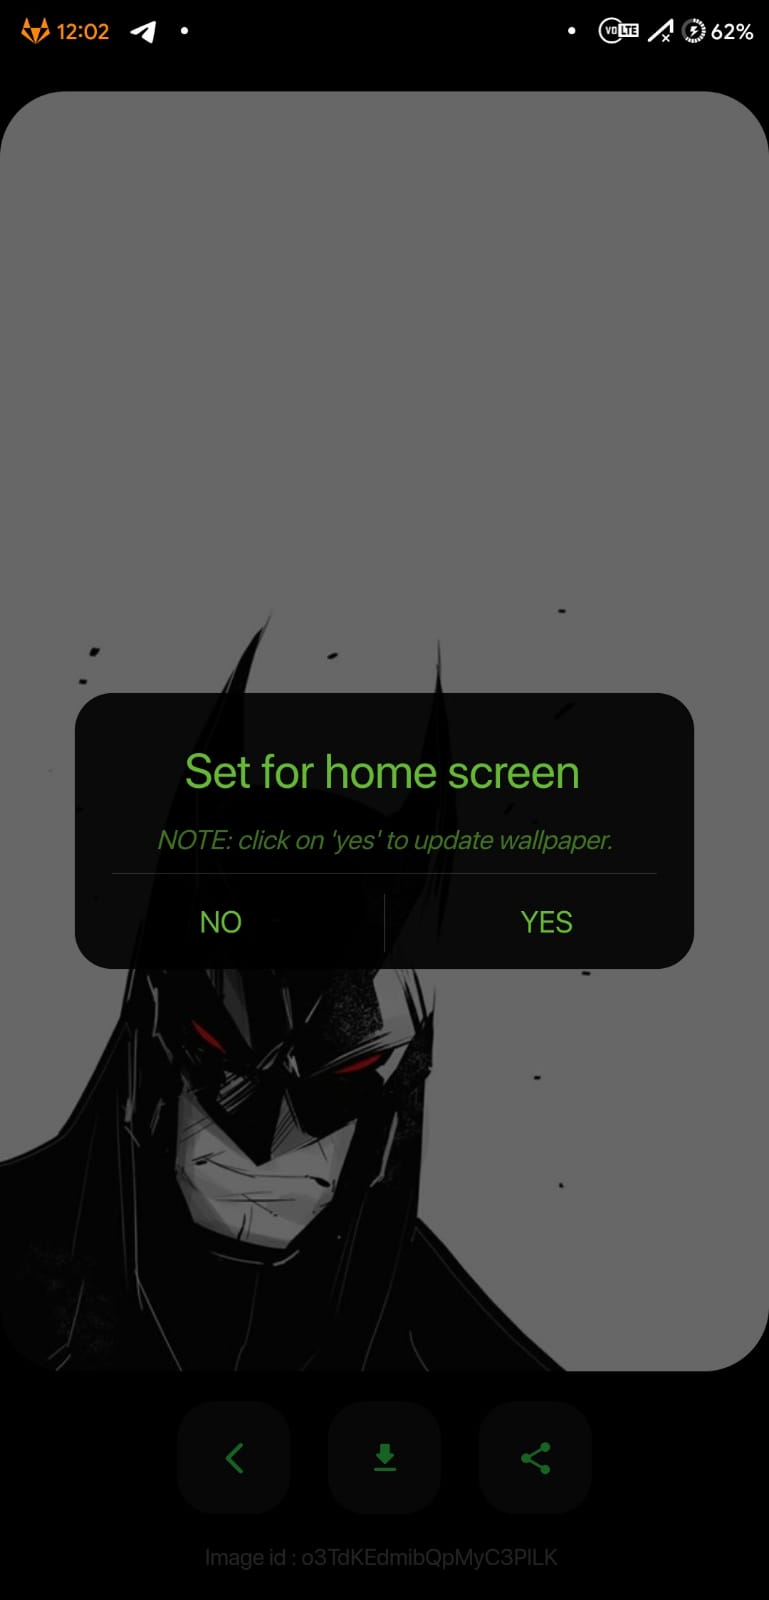 12:02
VoLTE
62%
Set for home screen
NOTE: click on 'yes' to update wallpaper.
NO
YES
Image id : o3TdKEdmibQpMyC3PILK